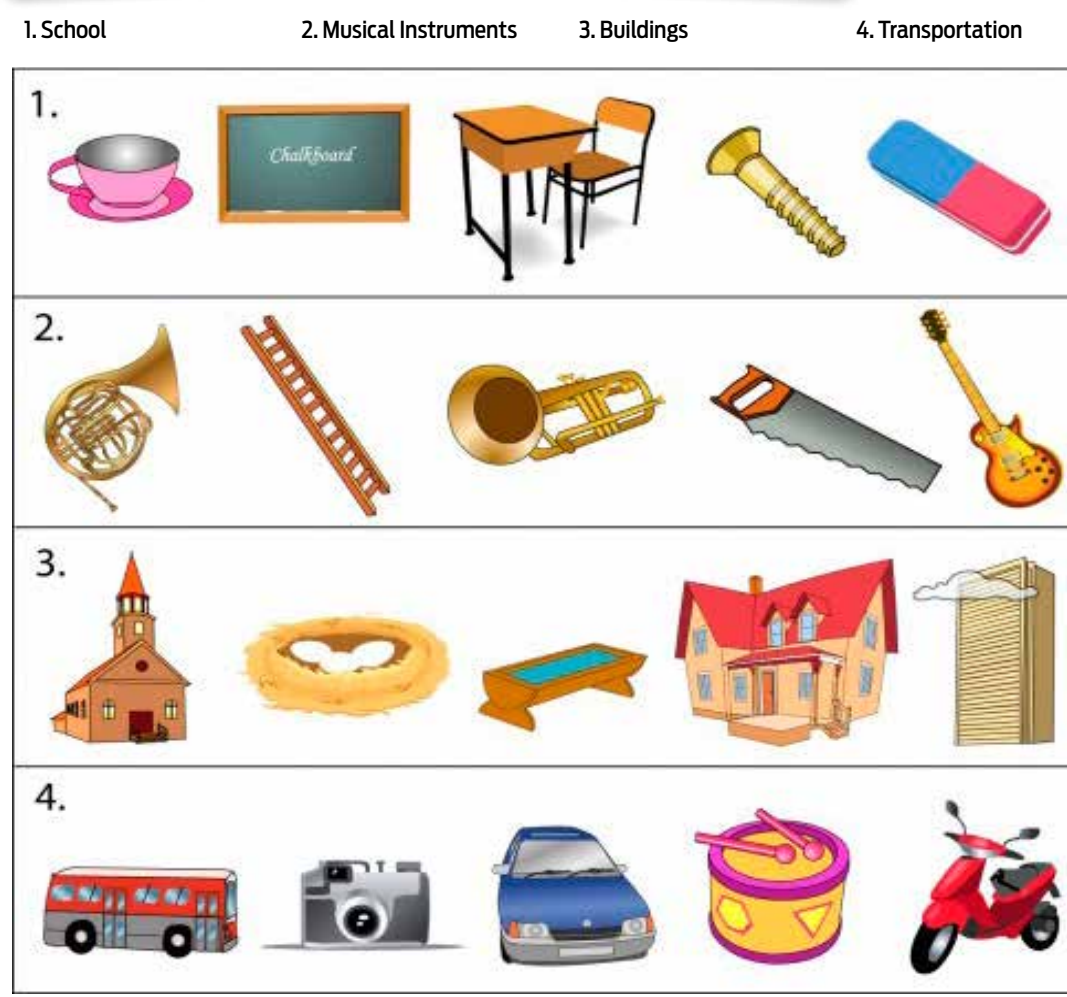 1. School 2. Musical Instruments 3. Buildings 4. Transportation
1.
Chalkboard
2.
3.
4.